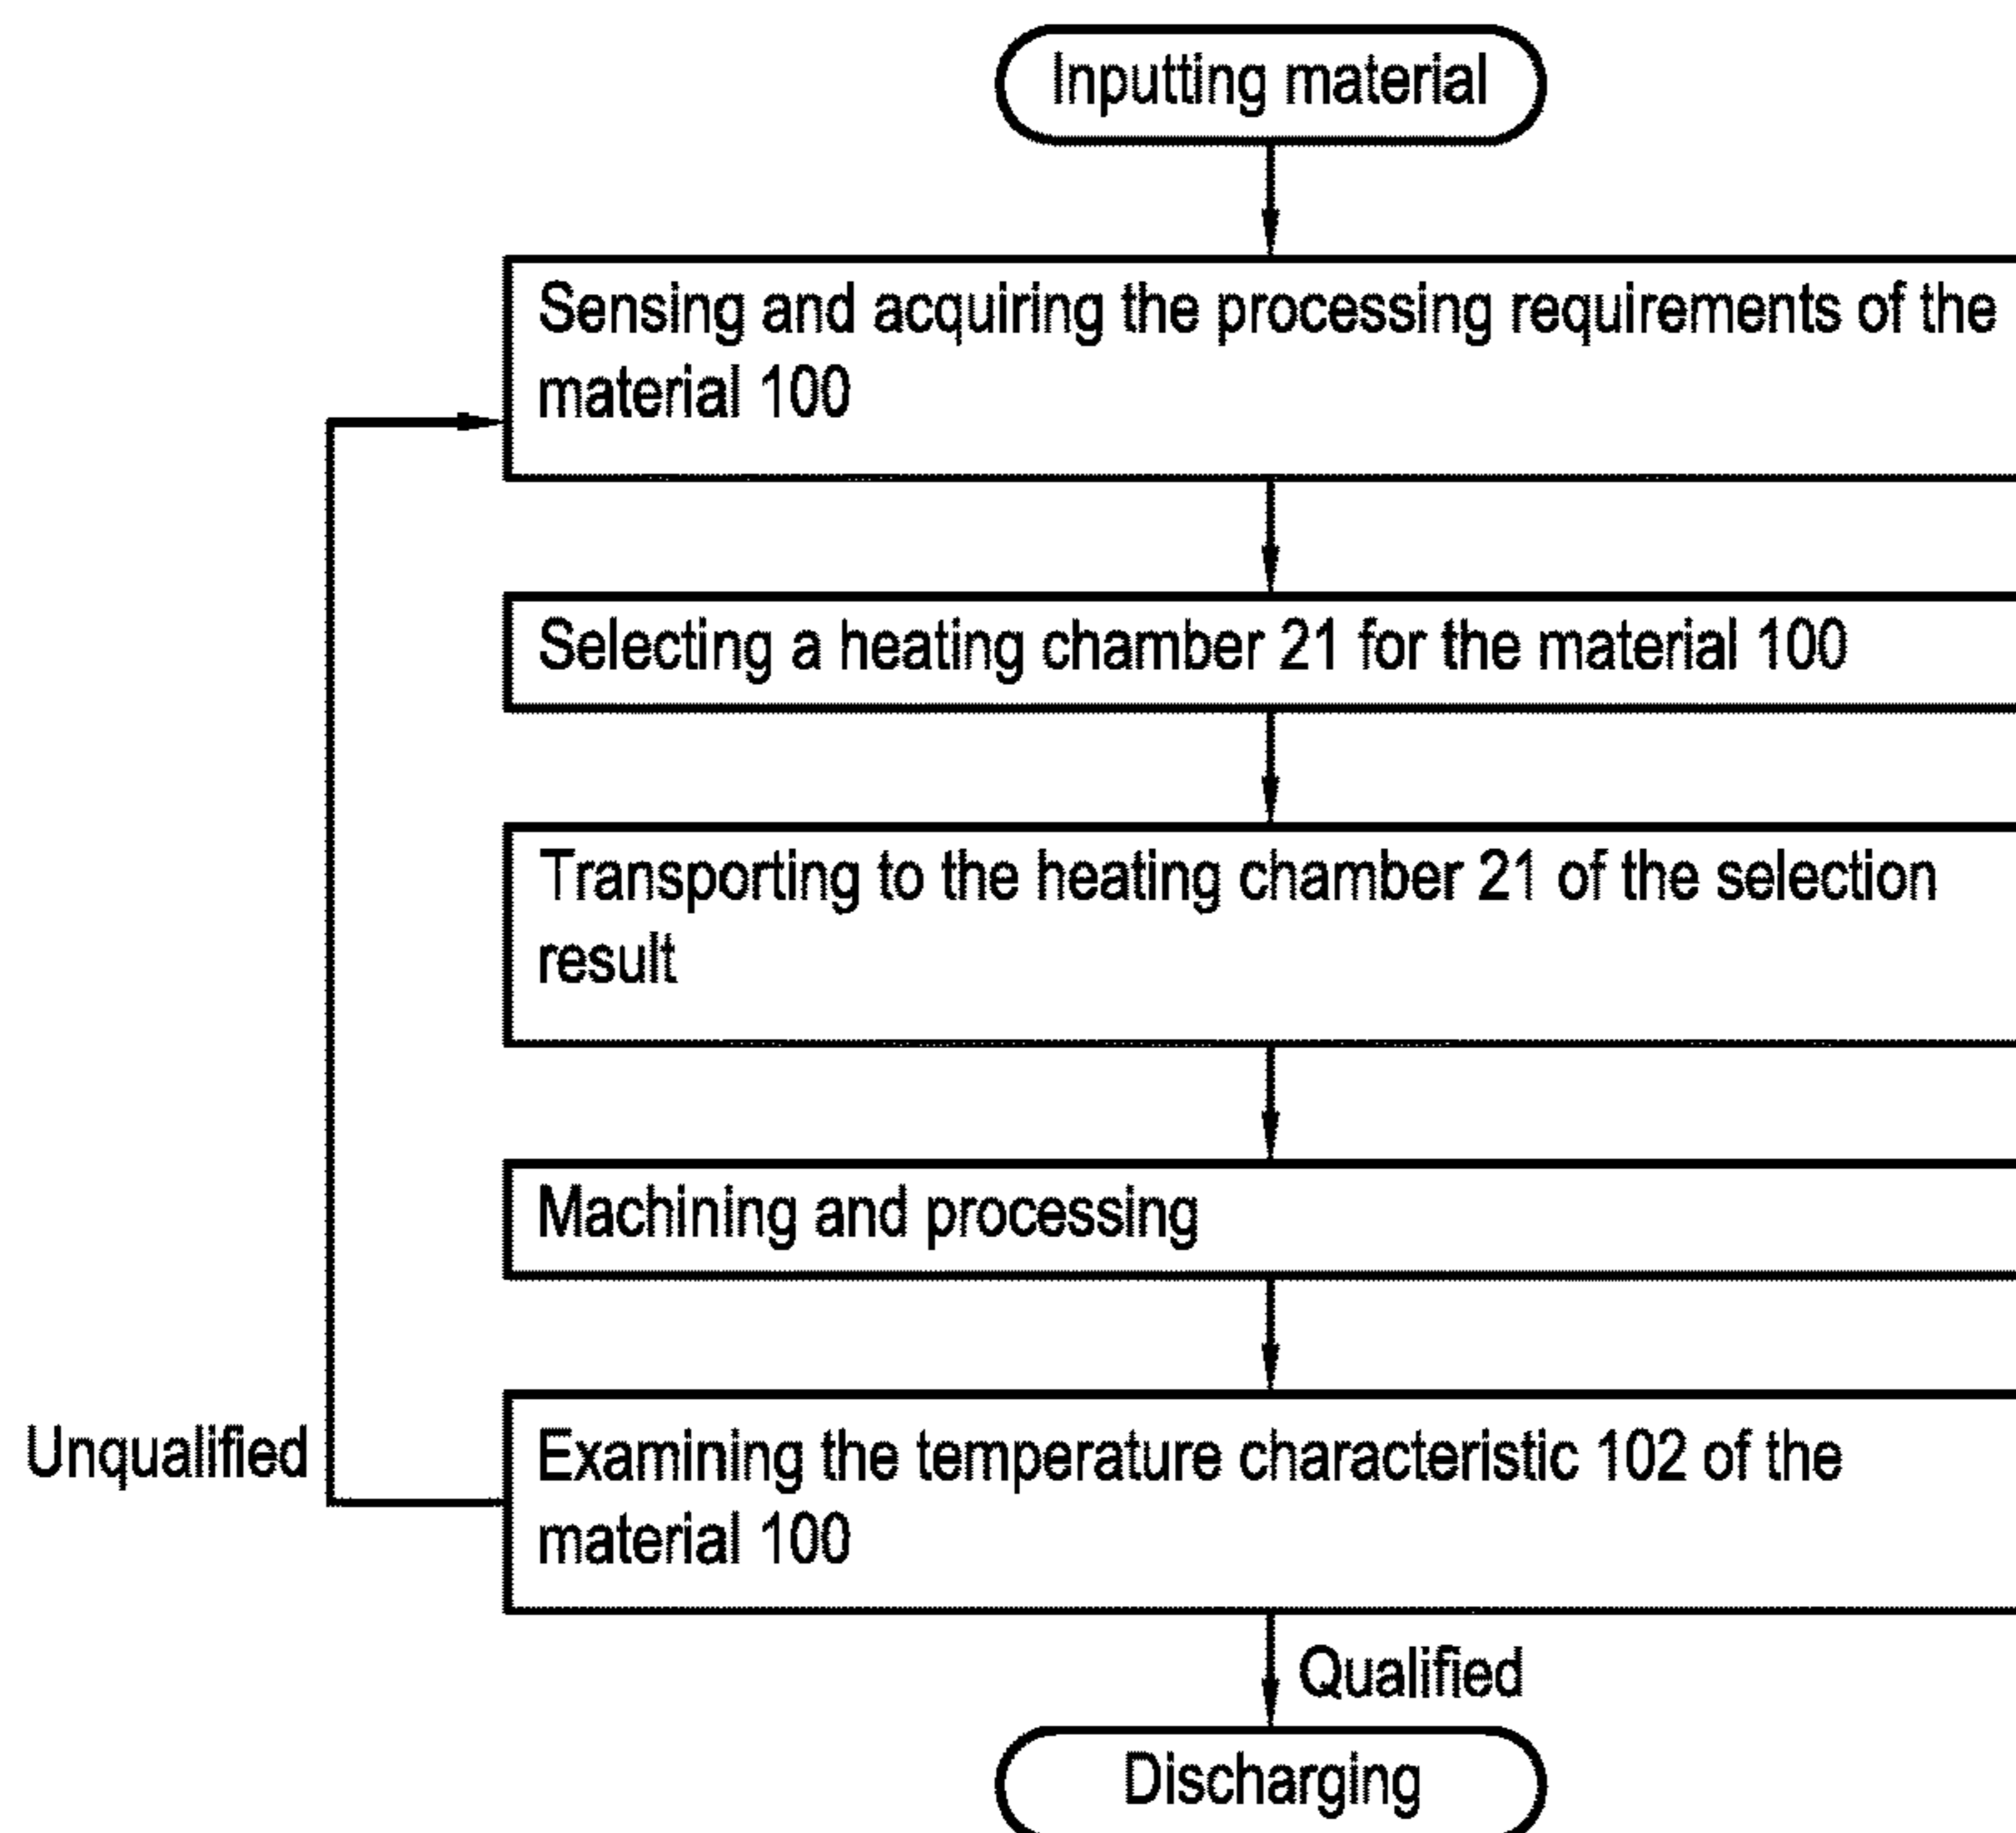 Inputting material
Sensing and acquiring the processing requirements of the
material 100
Selecting a heating chamber 21 for the material 100
Transporting to the heating chamber 21 of the selection
result
Machining and processing
Unqualified
Examining the temperature characteristic 102 of the
material 100
Qualified
Discharging